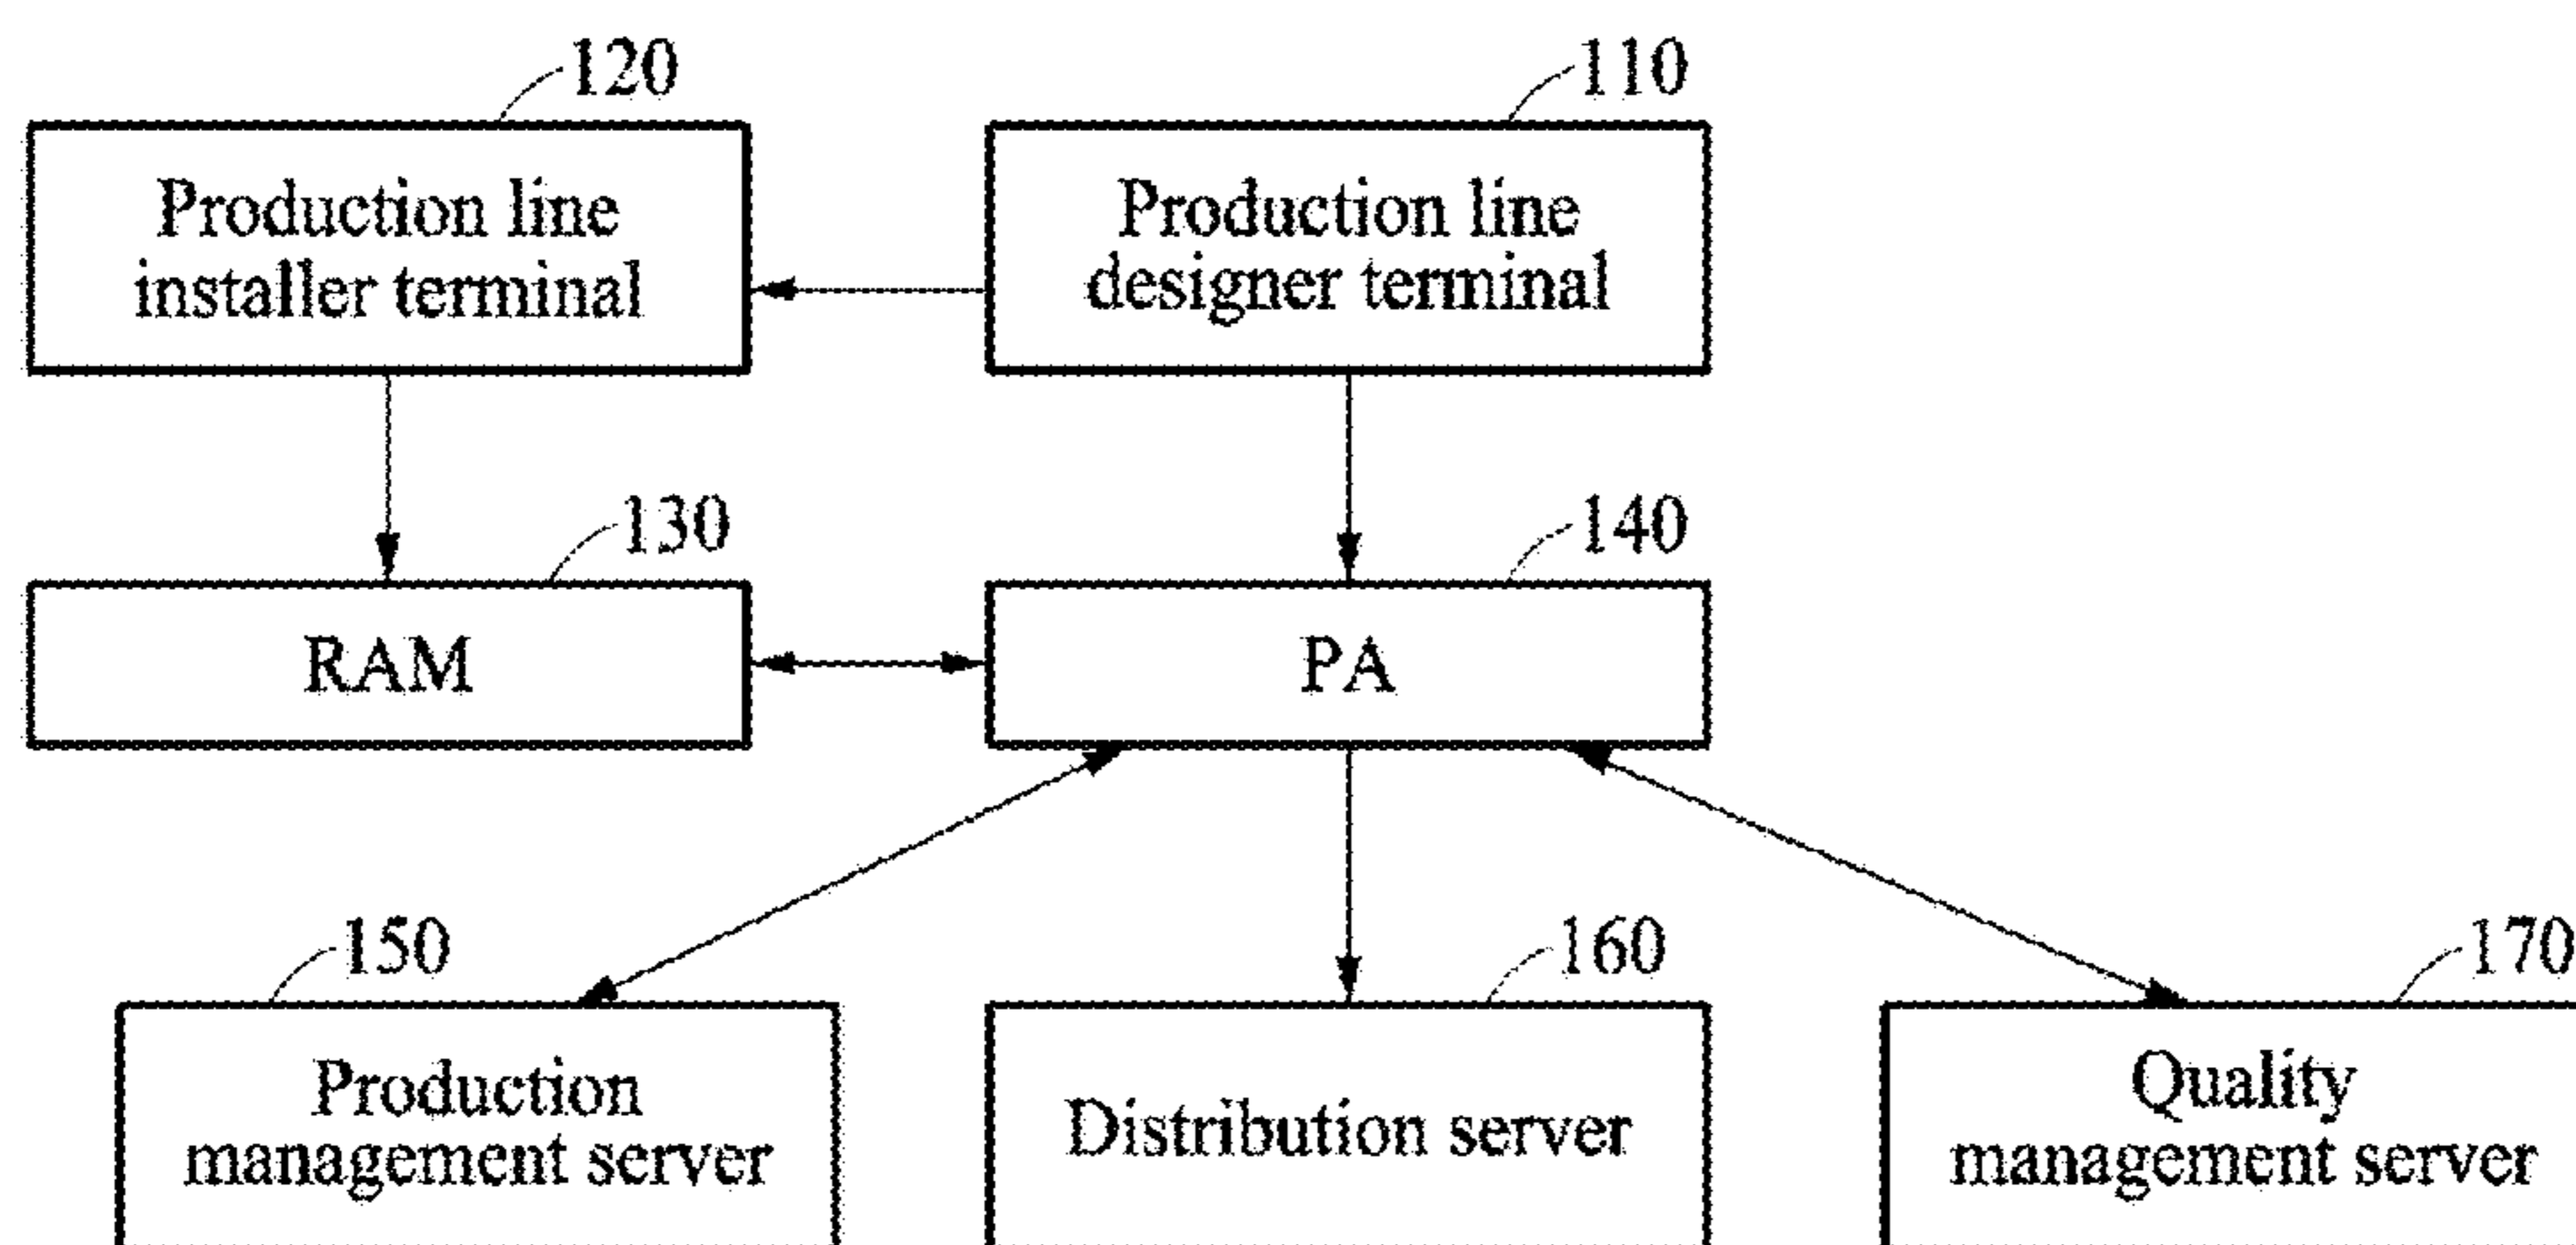 120
110
Production line
installer terminal
Production line
designer terminal
130
140
RAM
PA
150
160
170
Production
management server
Distribution server
Quality
management server